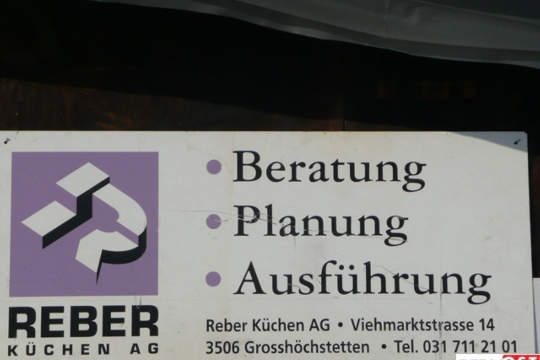 • Beratung
• Planung
• Ausführung
REBER
KÜCHEN AG
Reber Küchen AG • Viehmarktstrasse 14
3506 Grosshöchstetten • Tel. 031 711 21 01